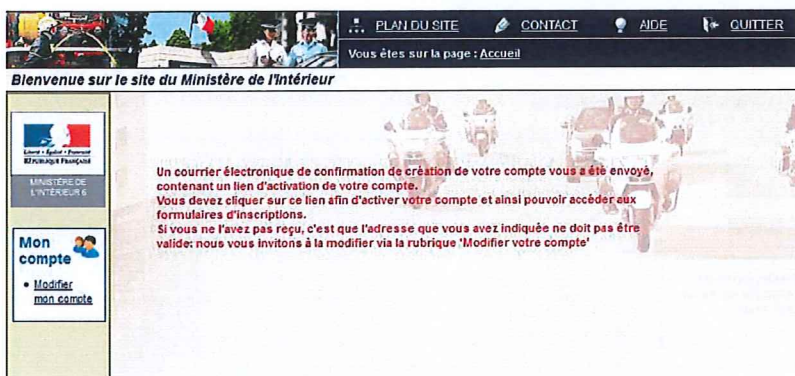 PLAN DU SITE CONTACT AIDE QUITTER
Vous êtes sur la page : Accueil
Bienvenue sur le site du Ministère de l'Intérieur
Liberté • Égalité • Fraternité
RÉPUBLIQUE FRANÇAISE
MINISTÈRE DE
L'INTÉRIEUR 6
Un courrier électronique de confirmation de création de votre compte vous a été envoyé,
contenant un lien d'activation de votre compte.
Vous devez cliquer sur ce lien afin d'activer votre compte et ainsi pouvoir accéder aux
formulaires d'inscriptions.
Si vous ne l'avez pas reçu, c'est que l'adresse que vous avez indiquée ne doit pas être
valide: nous vous invitons à la modifier via la rubrique 'Modifier votre compte'
Mon
compte
• Modifier
mon compte